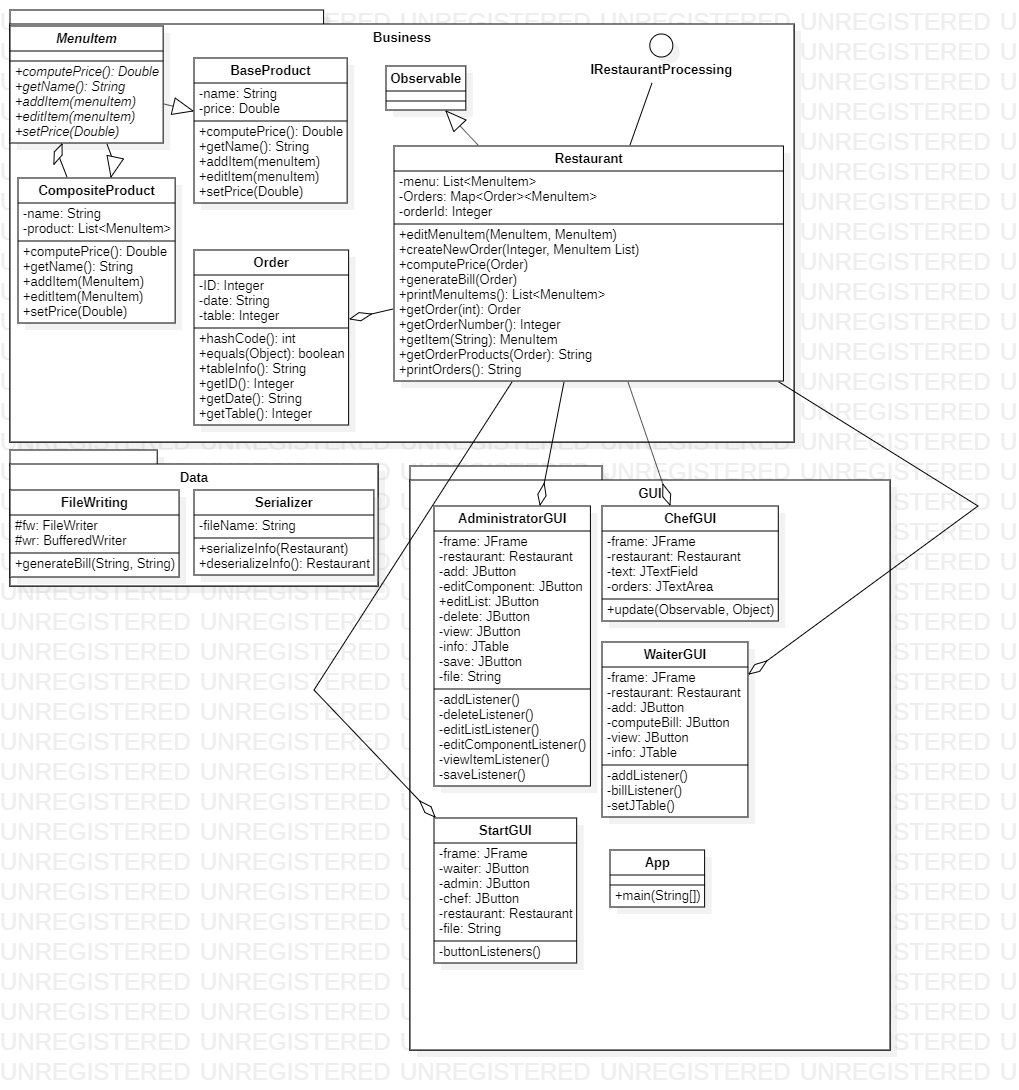 Business
MenuItem
+computePrice(): Double
+getName(): String
+addItem(menuItem)
+editItem(menuItem)
+setPrice(Double)
BaseProduct
-name: String
-price: Double
+computePrice(): Double
+getName(): String
+addItem(menuItem)
+editItem(menuItem)
+setPrice(Double)
Observable
IRestaurantProcessing
CompositeProduct
-name: String
-product: List<MenuItem>
+computePrice(): Double
+getName(): String
+addItem(MenuItem)
+editItem(MenuItem)
+setPrice(Double)
Order
-ID: Integer
-date: String
-table: Integer
+hashCode(): int
+equals(Object): boolean
+tableInfo(): String
+getID(): Integer
+getDate(): String
+getTable(): Integer
Restaurant
-menu: List<MenuItem>
-Orders: Map<Order><MenuItem>
-orderId: Integer
+editMenuItem(MenuItem, MenuItem)
+createNewOrder(Integer, MenuItem List)
+computePrice(Order)
+generateBill(Order)
+printMenuItems(): List<MenuItem>
+getOrder(int): Order
+getOrderNumber(): Integer
+getItem(String): MenuItem
+getOrderProducts(Order): String
+printOrders(): String
Data
FileWriting
#fw: FileWriter
#wr: BufferedWriter
+generateBill(String, String)
Serializer
-fileName: String
+serializeInfo(Restaurant)
+deserializeInfo(): Restaurant
GUI
AdministratorGUI
-frame: JFrame
-restaurant: Restaurant
-add: JButton
-editComponent: JButton
+editList: JButton
-delete: JButton
-view: JButton
-info: JTable
-save: JButton
-file: String
-addListener()
-deleteListener()
-editListListener()
-editComponentListener()
-viewItemListener()
-saveListener()
ChefGUI
-frame: JFrame
-restaurant: Restaurant
-text: JTextField
-orders: JTextArea
+update(Observable, Object)
WaiterGUI
-frame: JFrame
-restaurant: Restaurant
-add: JButton
-computeBill: JButton
-view: JButton
-info: JTable
-addListener()
-billListener()
-setJTable()
StartGUI
-frame: JFrame
-waiter: JButton
-admin: JButton
-chef: JButton
-restaurant: Restaurant
-file: String
-buttonListeners()
App
+main(String[])